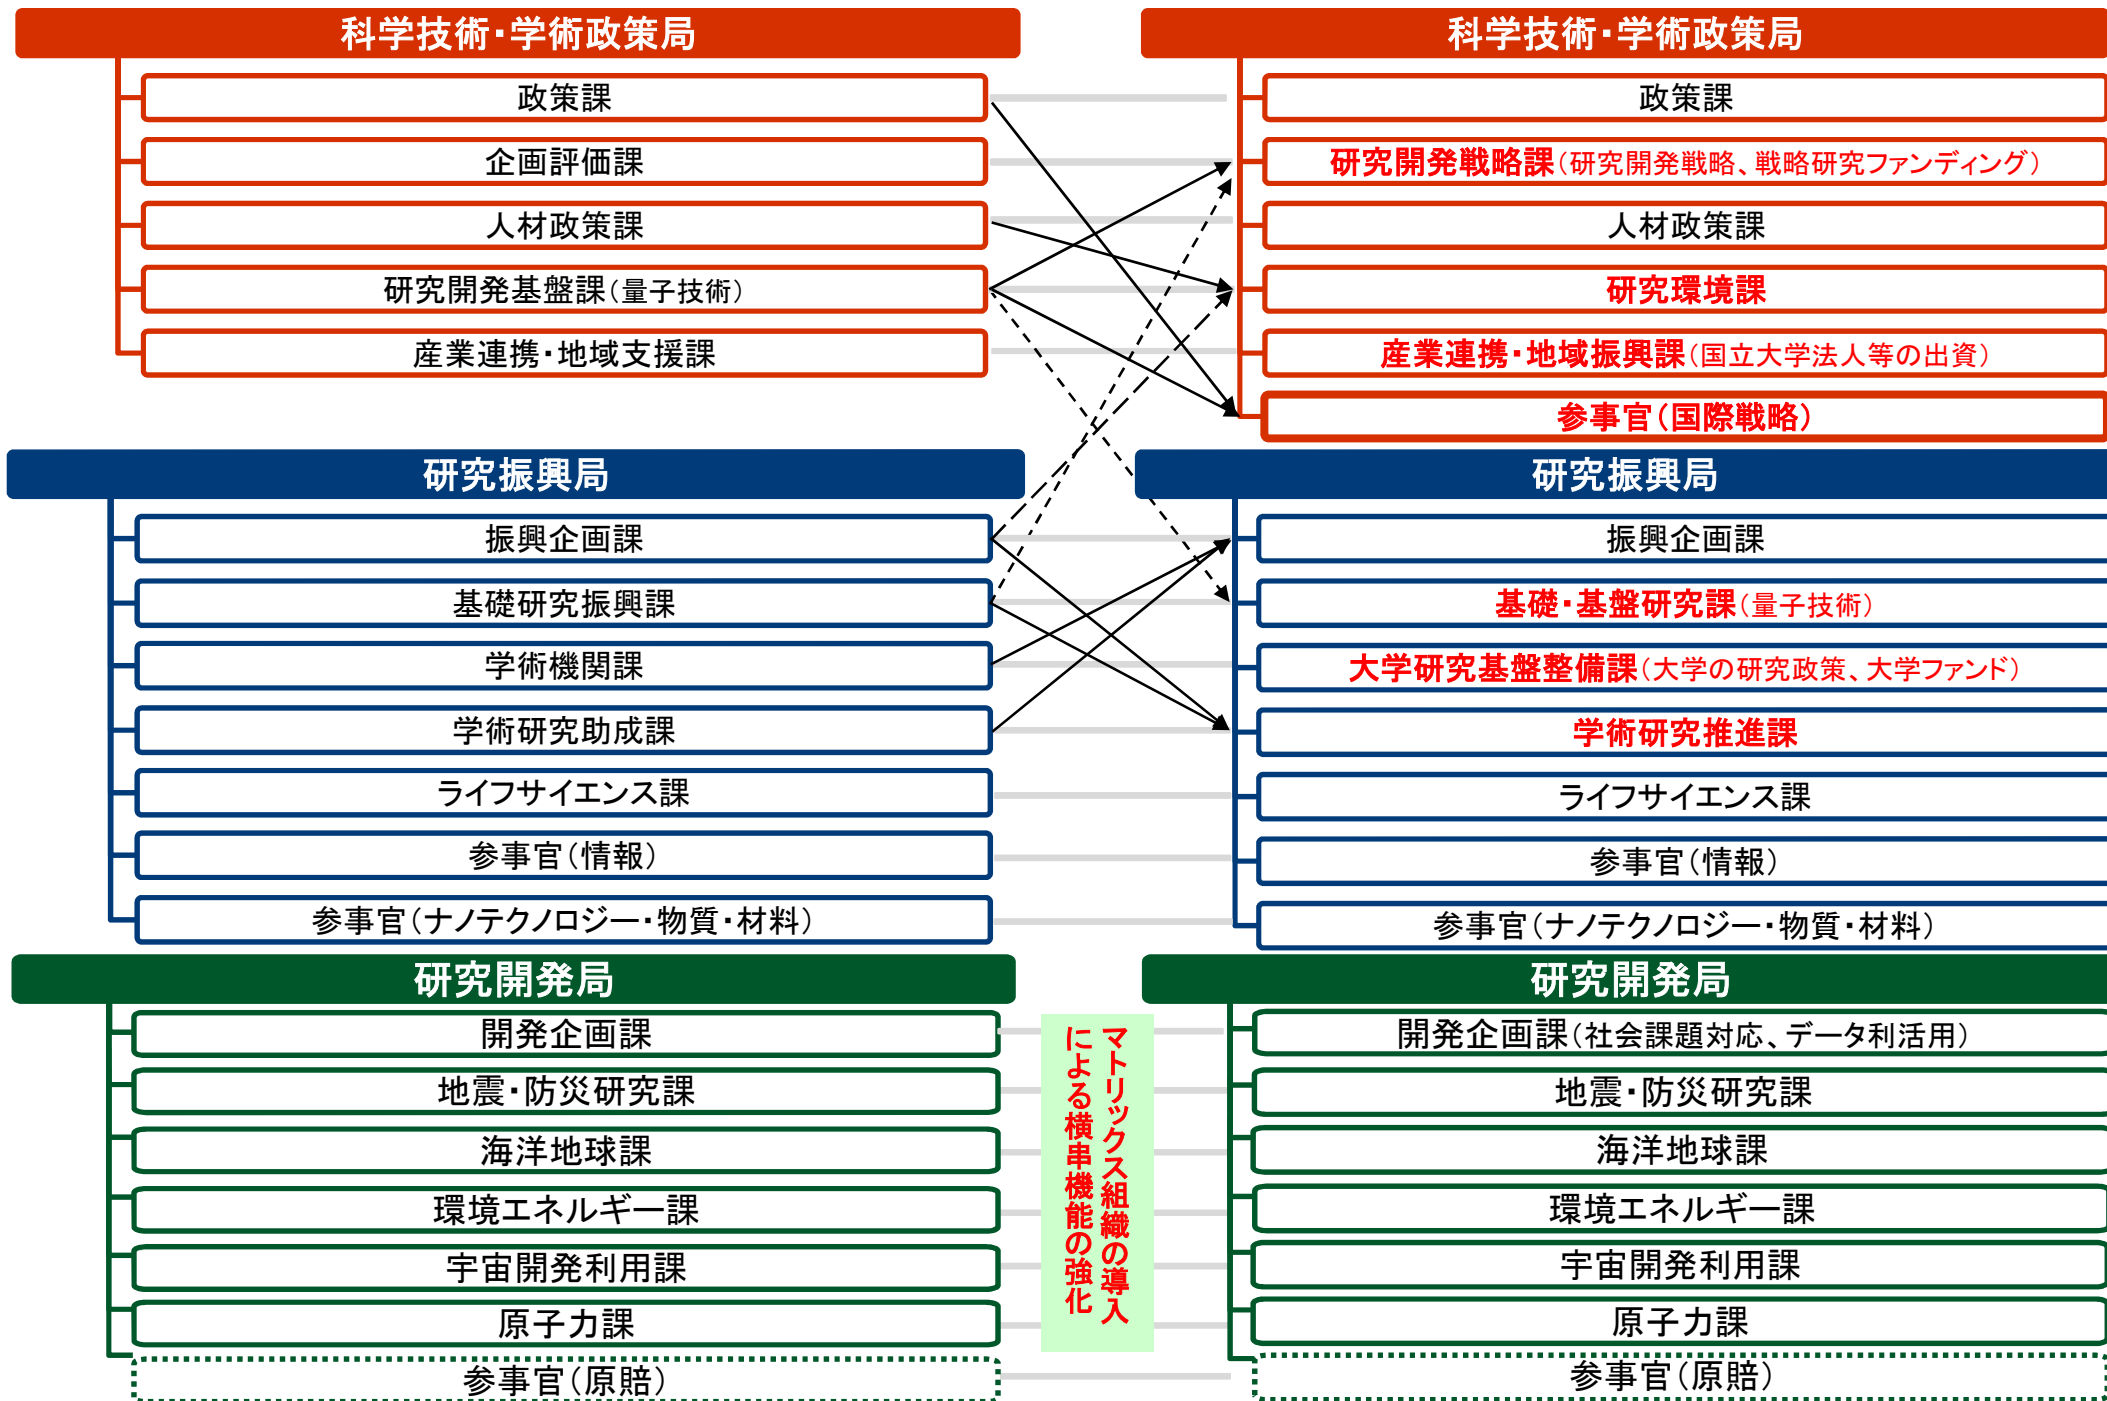 科学技術・学術政策局
政策課
企画評価課
人材政策課
研究開発基盤課（量子技術）
産業連携・地域支援課
研究振興局
振興企画課
基礎研究振興課
学術機関課
学術研究助成課
ライフサイエンス課
参事官（情報）
参事官（ナノテクノロジー・物質・材料）
研究開発局
開発企画課
地震・防災研究課
海洋地球課
環境エネルギー課
宇宙開発利用課
原子力課
参事官（原賠）
マトリックス組織の導入
による横串機能の強化
科学技術・学術政策局
政策課
研究開発戦略課（研究開発戦略、戦略研究ファンディング）
人材政策課
研究環境課
産業連携・地域振興課（国立大学法人等の出資）
参事官（国際戦略）
研究振興局
振興企画課
基礎・基盤研究課（量子技術）
大学研究基盤整備課（大学の研究政策、大学ファンド）
学術研究推進課
ライフサイエンス課
参事官（情報）
参事官（ナノテクノロジー・物質・材料）
研究開発局
開発企画課（社会課題対応、データ利活用）
地震・防災研究課
海洋地球課
環境エネルギー課
宇宙開発利用課
原子力課
参事官（原賠）